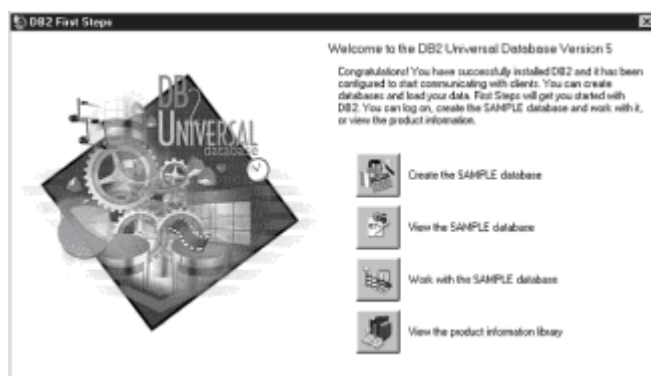 DB2 First Steps
DB2
UNIVERSAL
database
Welcome to the DB2 Universal Database Version 5
Congratulations! You have successfully installed DB2 and it has been
configured to start communicating with clients. You can create
databases and load your data. First Steps will get you started with
DB2. You can log on, create the SAMPLE database and work with it,
or view the product information.
Create the SAMPLE database
View the SAMPLE database
Work with the SAMPLE database
View the product information library